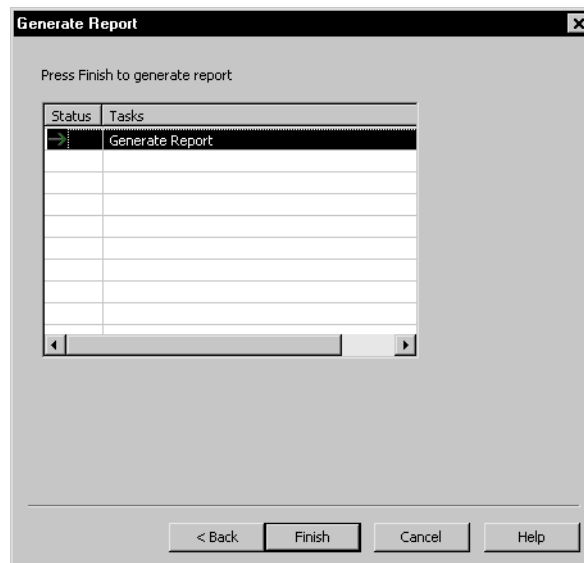 Generate Report
Press Finish to generate report
Status Tasks
Generate Report
< Back Finish Cancel Help